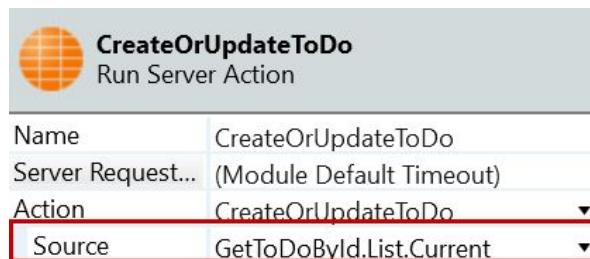 CreateOrUpdateToDo
Run Server Action
Name CreateOrUpdateToDo
Server Request... (Module Default Timeout)
Action CreateOrUpdateToDo
Source GetToDoById.List.Current